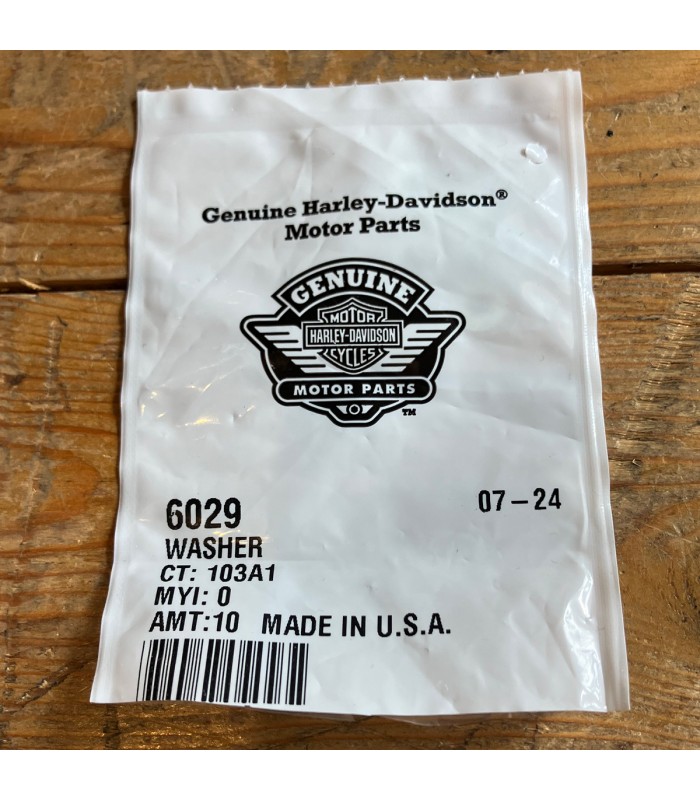 Genuine Harley-Davidson®
Motor Parts
GENUINE
MOTOR
HARLEY-DAVIDSON
CYCLES
MOTOR PARTS
™
6029
07-24
WASHER
CT: 103A1
MYI: 0
AMT:10 MADE IN U.S.A.